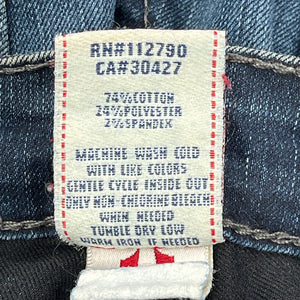 RN#112790
CA#30427
74%COTTON
24%POLYESTER
2%SPANDEX
MACHINE WASH COLD
WITH LIKE COLORS
GENTLE CYCLE INSIDE OUT
ONLY NON-CHLORINE BLEACH
WHEN NEEDED
TUMBLE DRY LOW
WARM IRON IF NEEDED